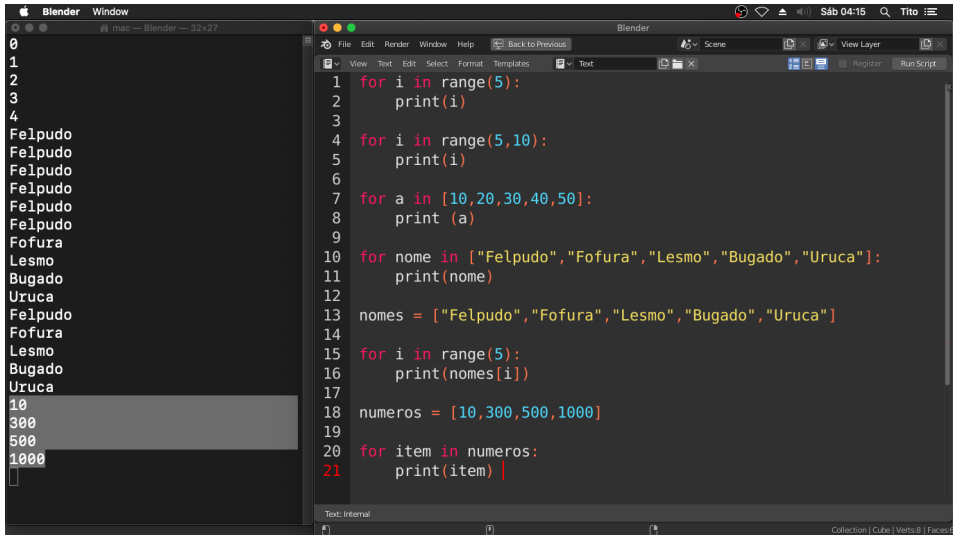 Blender Window Sáb 04:15 Tito
mac — Blender — 32×27
0
1
2
3
4
Felpudo
Felpudo
Felpudo
Felpudo
Felpudo
Felpudo
Fofura
Lesmo
Bugado
Uruca
Felpudo
Fofura
Lesmo
Bugado
Uruca
10
300
500
1000
Blender
File Edit Render Window Help Back to Previous Scene View Layer
View Text Edit Select Format Templates Text Register Run Script
1 for i in range(5):
2 print(i)
3
4 for i in range(5,10):
5 print(i)
6
7 for a in [10,20,30,40,50]:
8 print (a)
9
10 for nome in ["Felpudo","Fofura","Lesmo","Bugado","Uruca"]:
11 print(nome)
12
13 nomes = ["Felpudo","Fofura","Lesmo","Bugado","Uruca"]
14
15 for i in range(5):
16 print(nomes[i])
17
18 numeros = [10,300,500,1000]
19
20 for item in numeros:
21 print(item)
Text: Internal
Collection | Cube | Verts:8 | Faces:6